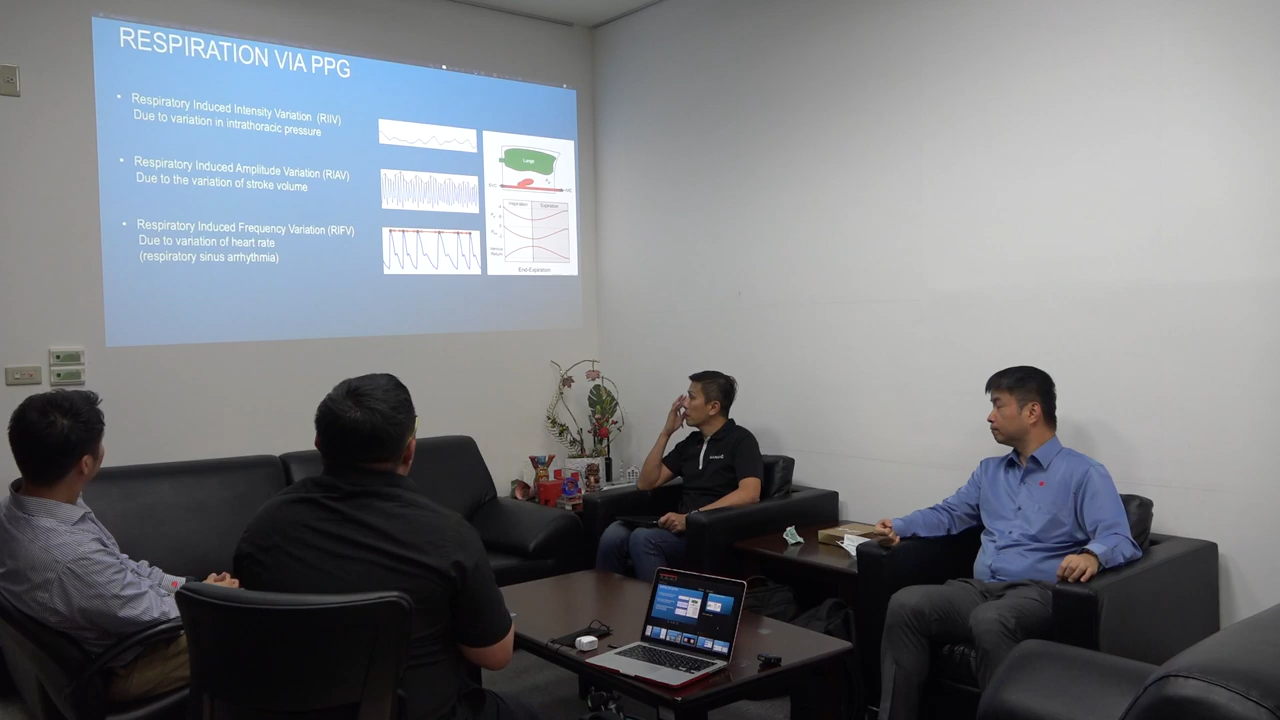 RESPIRATION VIA PPG
• Respiratory Induced Intensity Variation (RIIV)
Due to variation in intrathoracic pressure
• Respiratory Induced Amplitude Variation (RIAV)
Due to the variation of stroke volume
• Respiratory Induced Frequency Variation (RIFV)
Due to variation of heart rate
(respiratory sinus arrhythmia)
Lungs
Inspiration Expiration
Venous
Return
End-Expiration